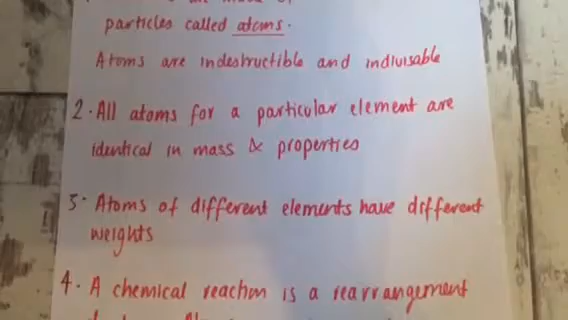 particles called atoms.
Atoms are indestructible and indivisable
2. All atoms for a particular element are
identical in mass & properties
3. Atoms of different elements have different
weights
4. A chemical reaction is a rearrangement